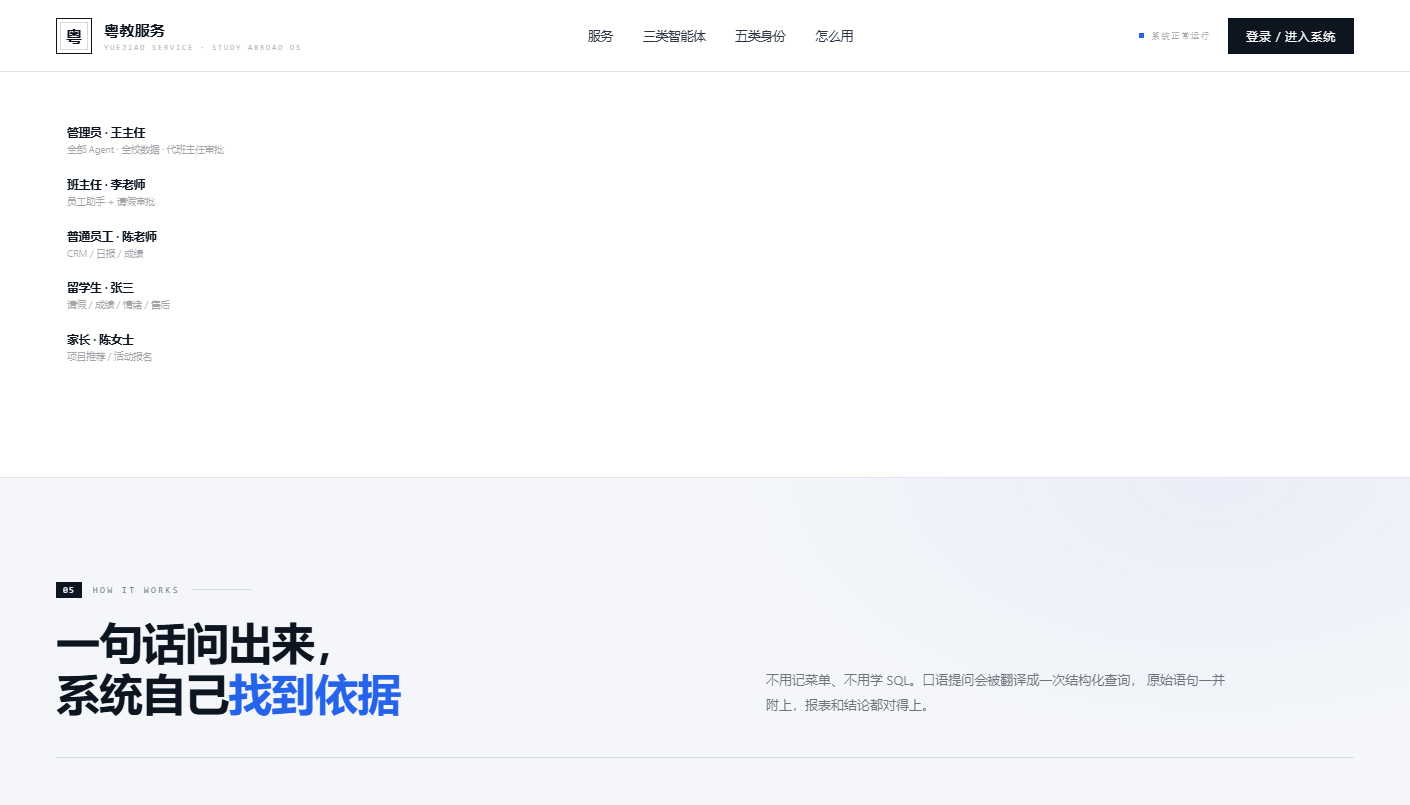 粤
粤教服务
YUEJIAO SERVICE · STUDY ABROAD OS
服务
三类智能体
五类身份
怎么用
系统正常运行
登录 / 进入系统
管理员 · 王主任
全部 Agent · 全校数据 · 代班主任审批
班主任 · 李老师
员工助手 + 请假审批
普通员工 · 陈老师
CRM / 日报 / 成绩
留学生 · 张三
请假 / 成绩 / 情绪 / 售后
家长 · 陈女士
项目推荐 / 活动报名
05 HOW IT WORKS
一句话问出来，
系统自己找到依据
不用记菜单、不用学 SQL。口语提问会被翻译成一次结构化查询， 原始语句一并
附上，报表和结论都对得上。